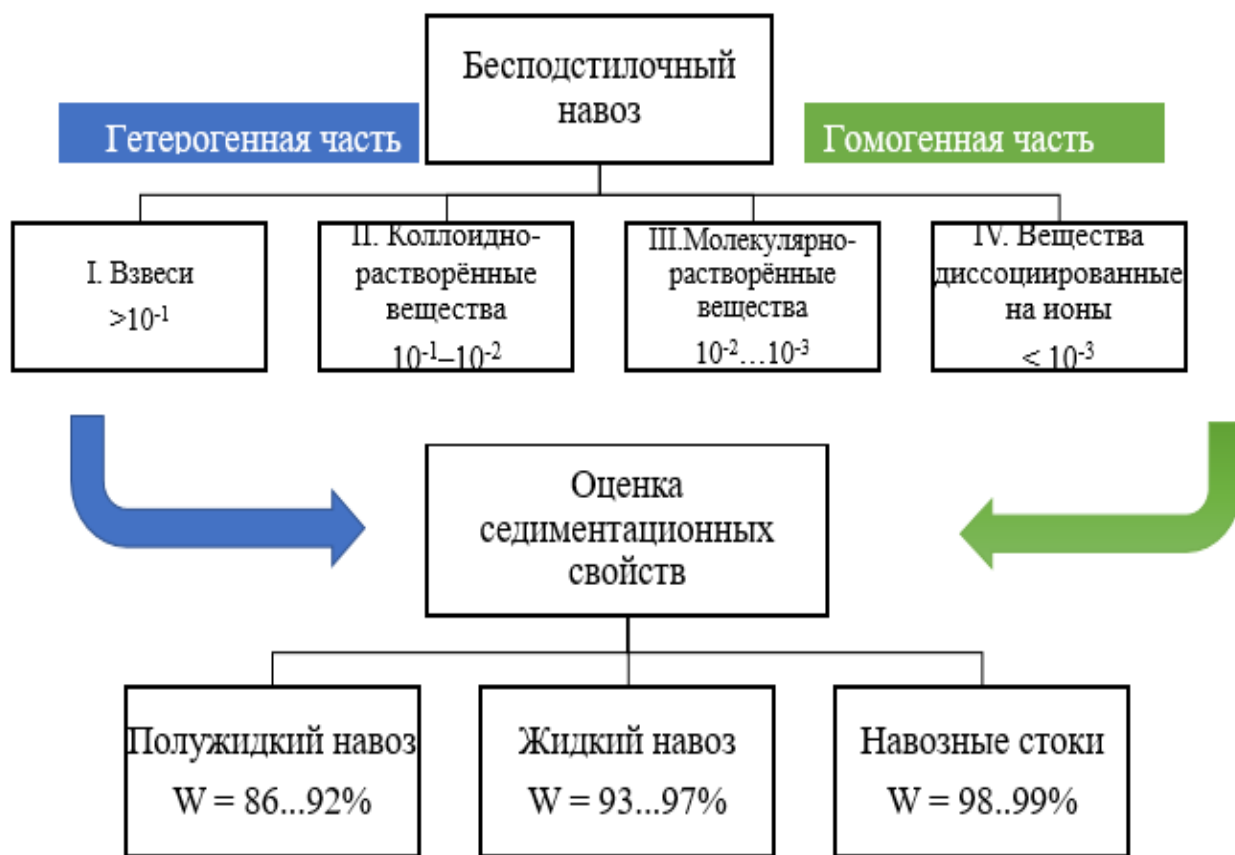 Бесподстилочный
навоз
Гетерогенная часть
Гомогенная часть
I. Взвеси
>10⁻¹
II. Коллоидно-
растворённые
вещества
10⁻¹–10⁻²
III.Молекулярно-
растворённые
вещества
10⁻²…10⁻³
IV. Вещества
диссоциированные
на ионы
< 10⁻³
Оценка
седиментационных
свойств
Полужидкий навоз
W = 86...92%
Жидкий навоз
W = 93...97%
Навозные стоки
W = 98..99%